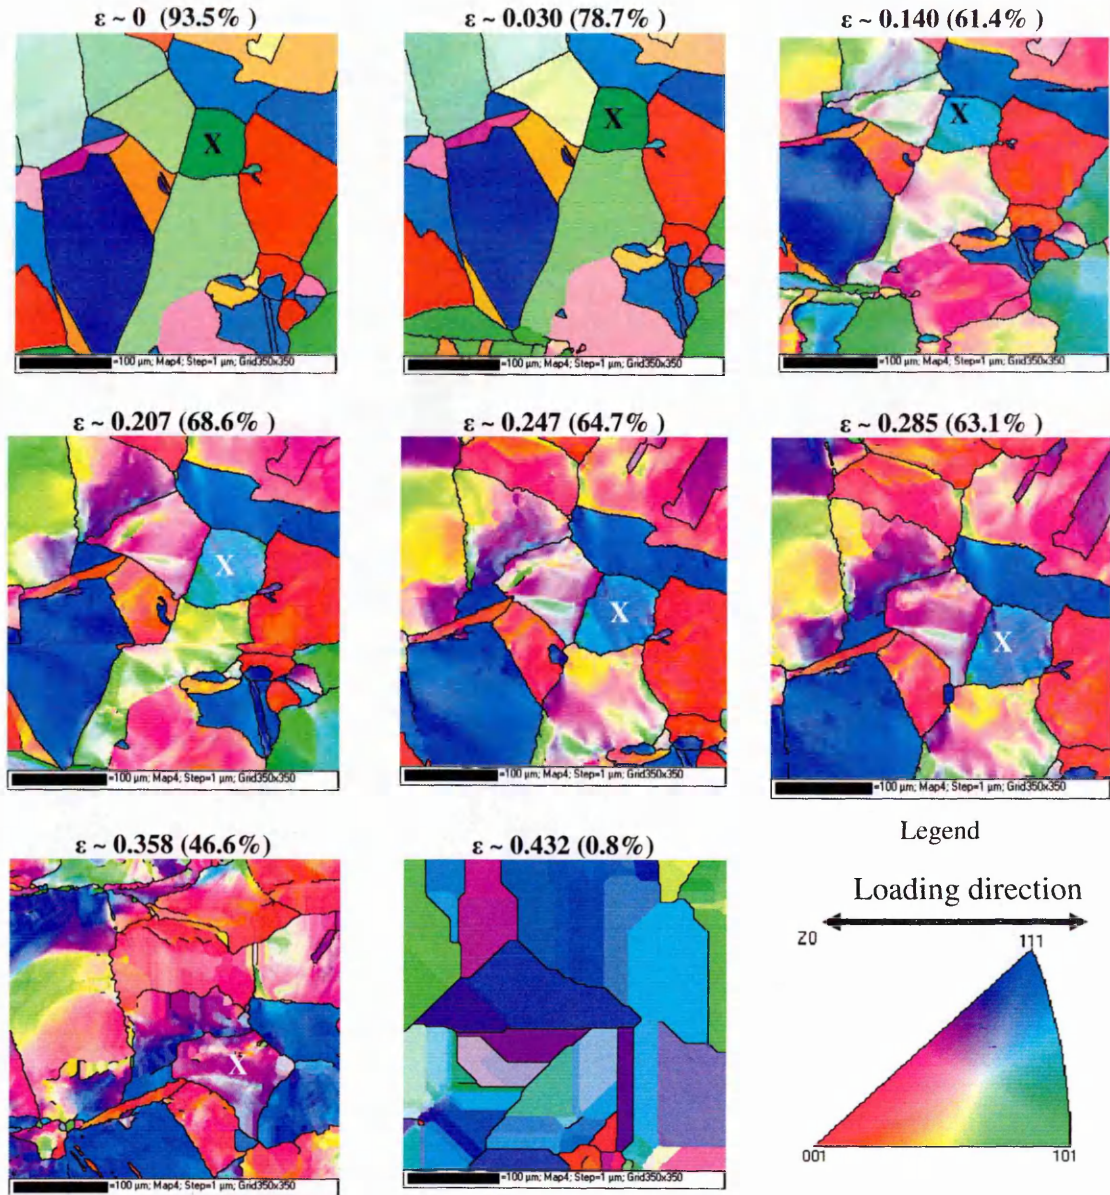 ε ~ 0 (93.5%)
ε ~ 0.030 (78.7%)
ε ~ 0.140 (61.4% )
X
X
X
=100 µm; Map4; Step=1 µm; Grid350x350
=100 µm; Map4; Step=1 µm; Grid350x350
=100 µm; Map4; Step=1 µm; Grid350x350
ε ~ 0.207 (68.6% )
ε ~ 0.247 (64.7% )
ε ~ 0.285 (63.1% )
X
X
X
=100 µm; Map4; Step=1 µm; Grid350x350
=100 µm; Map4; Step=1 µm; Grid350x350
=100 µm; Map4; Step=1 µm; Grid350x350
ε ~ 0.358 (46.6%)
ε ~ 0.432 (0.8%)
X
=100 µm; Map4; Step=1 µm; Grid350x350
=100 µm; Map4; Step=1 µm; Grid350x350
Legend
Loading direction
Z0
111
001
101